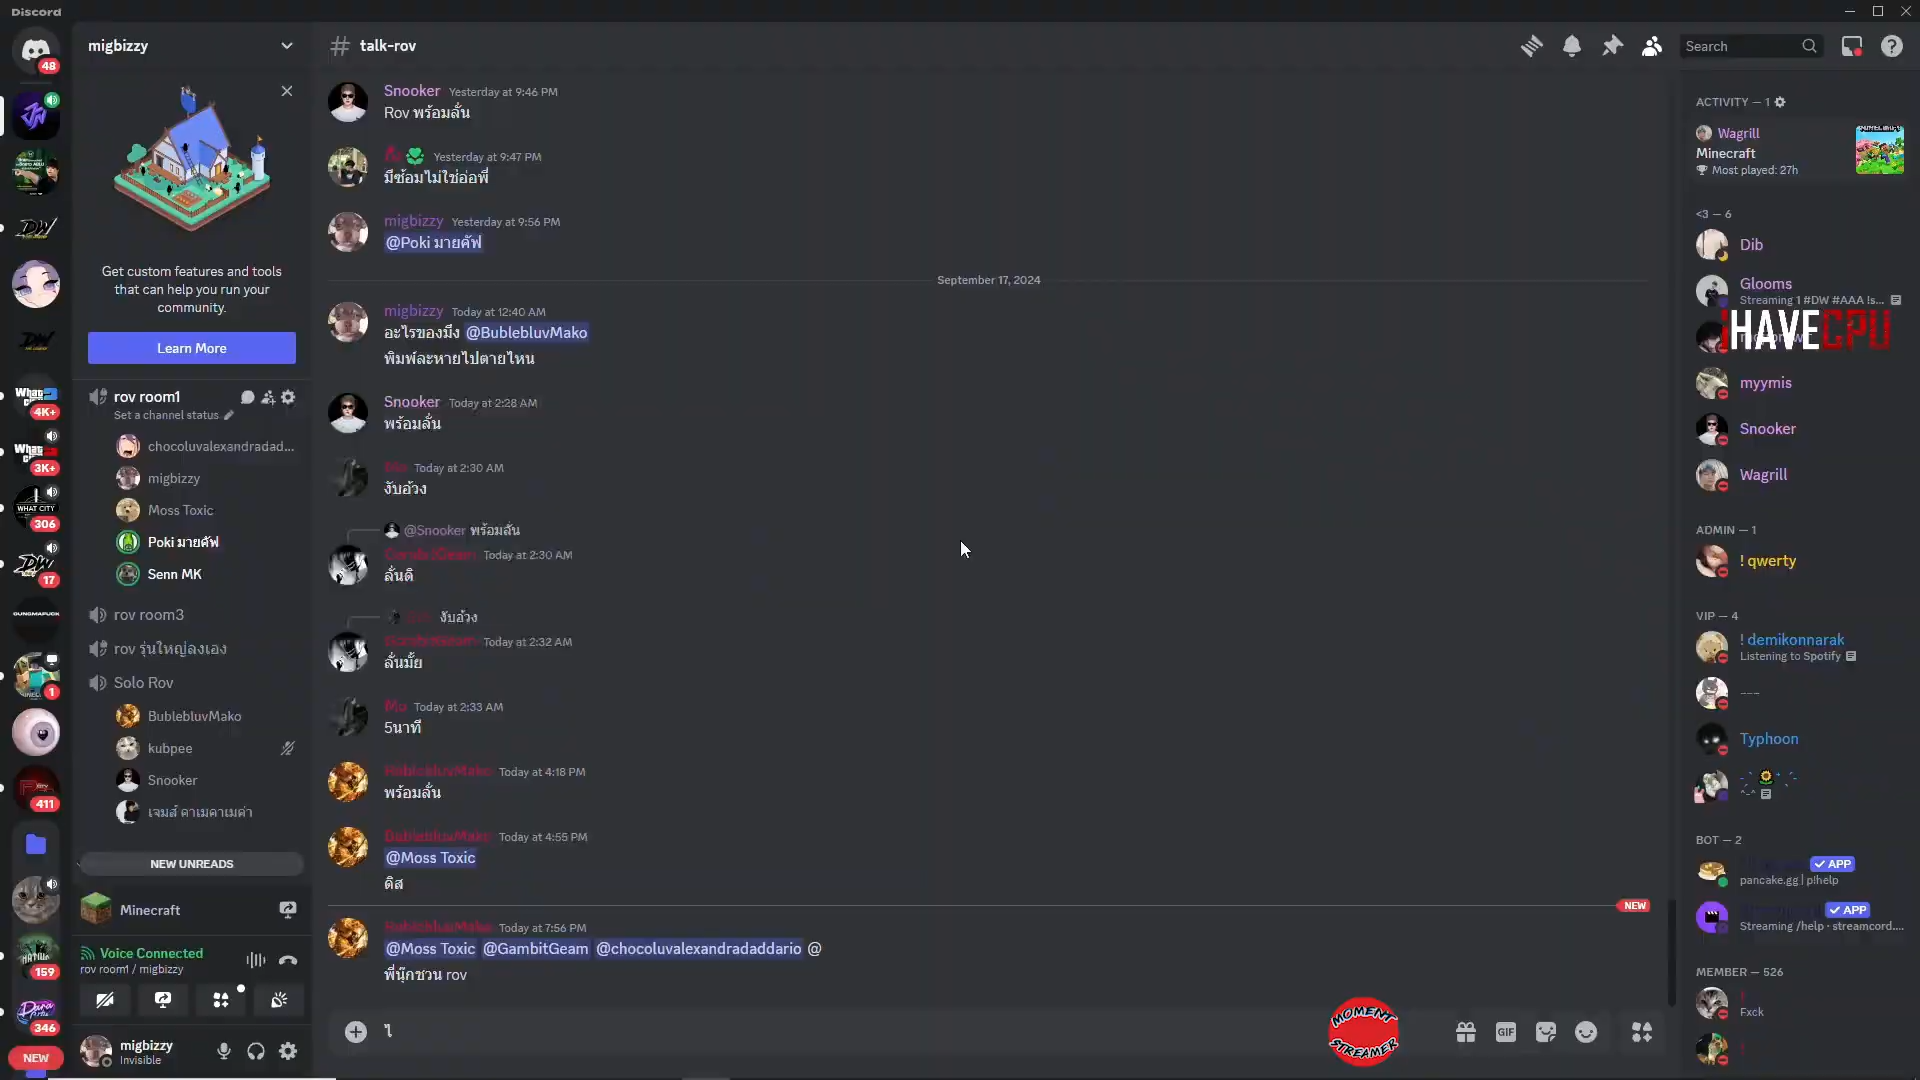 Discord
48
4K+
3K+
WHAT CITY
306
17
1
411
159
346
NEW
migbizzy
Get custom features and tools
that can help you run your
community.
Learn More
rov room1
Set a channel status
chocoluvalexandradad...
migbizzy
Moss Toxic
Poki มายคัฟ
Senn MK
rov room3
rov รุ่นใหญ่ลงเอง
Solo Rov
BublebluvMako
kubpee
Snooker
เจมส์ คาเมคาเมค่า
NEW UNREADS
Minecraft
Voice Connected
rov room1 / migbizzy
migbizzy
Invisible
talk-rov
Search
Snooker Yesterday at 9:46 PM
Rov พร้อมลั่น
Yesterday at 9:47 PM
มีซ้อมไม่ใช่อ่อพี่
migbizzy Yesterday at 9:56 PM
@Poki มายคัฟ
September 17, 2024
migbizzy Today at 12:40 AM
อะไรของมึง @BublebluvMako
พิมพ์ละหายไปตายไหน
Snooker Today at 2:28 AM
พร้อมลั่น
Today at 2:30 AM
งับอ้วง
@Snooker พร้อมลั่น
Today at 2:30 AM
ลั่นดิ
งับอ้วง
Today at 2:32 AM
ลั่นมั้ย
Today at 2:33 AM
5นาที
BublebluvMako Today at 4:18 PM
พร้อมลั่น
BublebluvMako Today at 4:55 PM
@Moss Toxic
ดิส
NEW
BublebluvMako Today at 7:56 PM
@Moss Toxic @GambitGeam @chocoluvalexandradaddario @
พี่นุ๊กชวน rov
ไ
MOMENT
STREAMER
GIF
ACTIVITY — 1
Wagrill
Minecraft
Most played: 27h
<3 — 6
Dib
Glooms
Streaming 1 #DW #AAA !s...
iHAVECPU
myymis
Snooker
Wagrill
ADMIN — 1
! qwerty
VIP — 4
! demikonnarak
Listening to Spotify
Typhoon
BOT — 2
APP
pancake.gg | p!help
APP
Streaming /help · streamcord....
MEMBER — 526
Fxck